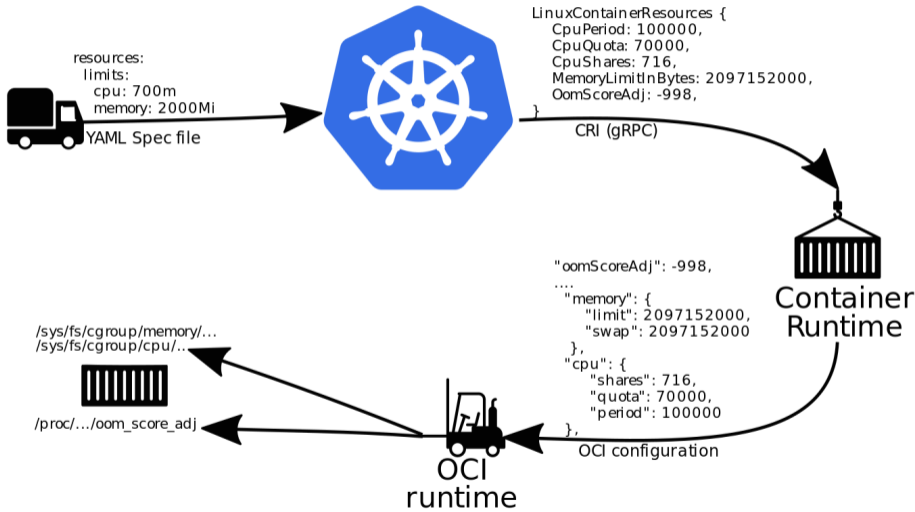 resources:
limits:
cpu: 700m
memory: 2000Mi
YAML Spec file
LinuxContainerResources {
CpuPeriod: 100000,
CpuQuota: 70000,
CpuShares: 716,
MemoryLimitInBytes: 2097152000,
OomScoreAdj: -998,
}
CRI (gRPC)
Container
Runtime
"oomScoreAdj": -998,
....
"memory": {
"limit": 2097152000,
"swap": 2097152000
},
"cpu": {
"shares": 716,
"quota": 70000,
"period": 100000
},
OCI configuration
OCI
runtime
/sys/fs/cgroup/memory/...
/sys/fs/cgroup/cpu/...
/proc/.../oom_score_adj